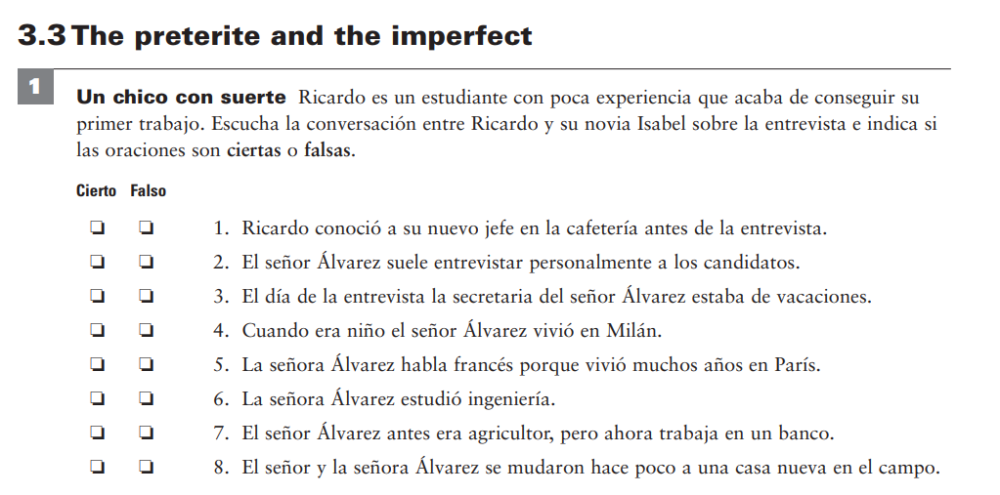 3.3 The preterite and the imperfect
1
Un chico con suerte Ricardo es un estudiante con poca experiencia que acaba de conseguir su
primer trabajo. Escucha la conversación entre Ricardo y su novia Isabel sobre la entrevista e indica si
las oraciones son ciertas o falsas.
Cierto Falso
1. Ricardo conoció a su nuevo jefe en la cafetería antes de la entrevista.
2. El señor Álvarez suele entrevistar personalmente a los candidatos.
3. El día de la entrevista la secretaria del señor Álvarez estaba de vacaciones.
4. Cuando era niño el señor Álvarez vivió en Milán.
5. La señora Álvarez habla francés porque vivió muchos años en París.
6. La señora Álvarez estudió ingeniería.
7. El señor Álvarez antes era agricultor, pero ahora trabaja en un banco.
8. El señor y la señora Álvarez se mudaron hace poco a una casa nueva en el campo.